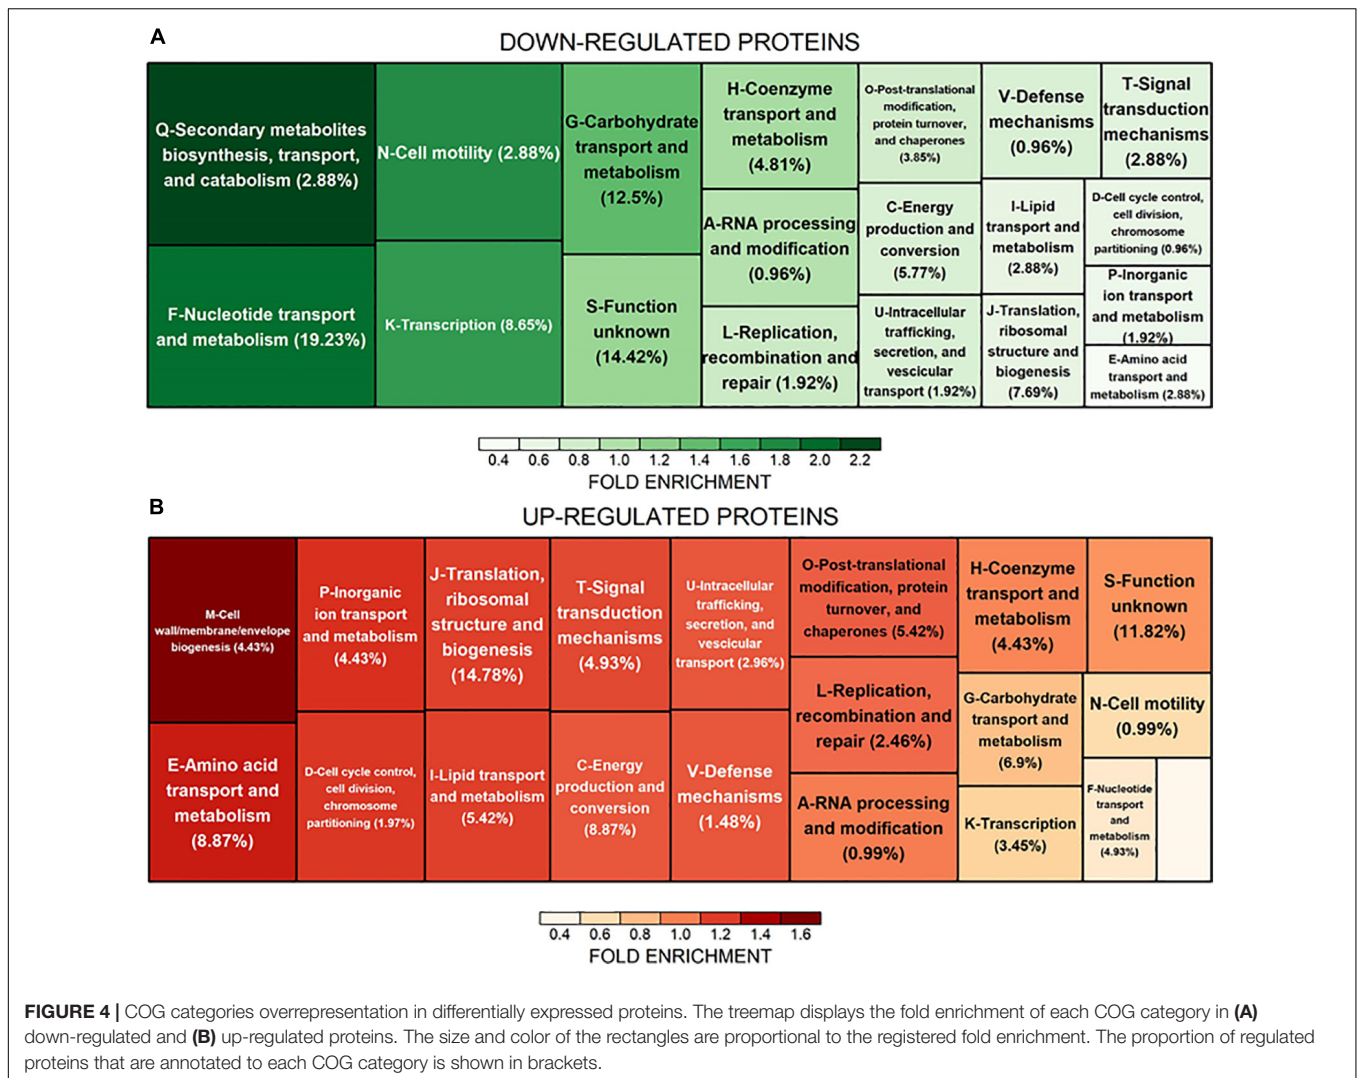 A
DOWN-REGULATED PROTEINS
Q-Secondary metabolites
biosynthesis, transport,
and catabolism (2.88%)
F-Nucleotide transport
and metabolism (19.23%)
N-Cell motility (2.88%)
K-Transcription (8.65%)
G-Carbohydrate
transport and
metabolism
(12.5%)
S-Function
unknown
(14.42%)
H-Coenzyme
transport and
metabolism
(4.81%)
A-RNA processing
and modification
(0.96%)
L-Replication,
recombination and
repair (1.92%)
O-Post-translational
modification,
protein turnover,
and chaperones
(3.85%)
C-Energy
production and
conversion
(5.77%)
U-Intracellular
trafficking,
secretion, and
vescicular
transport (1.92%)
V-Defense
mechanisms
(0.96%)
I-Lipid
transport and
metabolism
(2.88%)
J-Translation,
ribosomal
structure and
biogenesis
(7.69%)
T-Signal
transduction
mechanisms
(2.88%)
D-Cell cycle control,
cell division,
chromosome
partitioning (0.96%)
P-Inorganic
ion transport
and metabolism
(1.92%)
E-Amino acid
transport and
metabolism (2.88%)
0.4 0.6 0.8 1.0 1.2 1.4 1.6 1.8 2.0 2.2
FOLD ENRICHMENT
B
UP-REGULATED PROTEINS
M-Cell
wall/membrane/envelope
biogenesis (4.43%)
E-Amino acid
transport and
metabolism
(8.87%)
P-Inorganic
ion transport
and metabolism
(4.43%)
D-Cell cycle control,
cell division,
chromosome
partitioning (1.97%)
J-Translation,
ribosomal
structure and
biogenesis
(14.78%)
I-Lipid transport
and metabolism
(5.42%)
T-Signal
transduction
mechanisms
(4.93%)
C-Energy
production and
conversion
(8.87%)
U-Intracellular
trafficking,
secretion, and
vescicular
transport (2.96%)
V-Defense
mechanisms
(1.48%)
O-Post-translational
modification, protein
turnover, and
chaperones (5.42%)
L-Replication,
recombination and
repair (2.46%)
A-RNA processing
and modification
(0.99%)
H-Coenzyme
transport and
metabolism
(4.43%)
G-Carbohydrate
transport and
metabolism
(6.9%)
K-Transcription
(3.45%)
S-Function
unknown
(11.82%)
N-Cell motility
(0.99%)
F-Nucleotide
transport
and
metabolism
(4.93%)
0.4 0.6 0.8 1.0 1.2 1.4 1.6
FOLD ENRICHMENT
FIGURE 4 | COG categories overrepresentation in differentially expressed proteins. The treemap displays the fold enrichment of each COG category in (A)
down-regulated and (B) up-regulated proteins. The size and color of the rectangles are proportional to the registered fold enrichment. The proportion of regulated
proteins that are annotated to each COG category is shown in brackets.